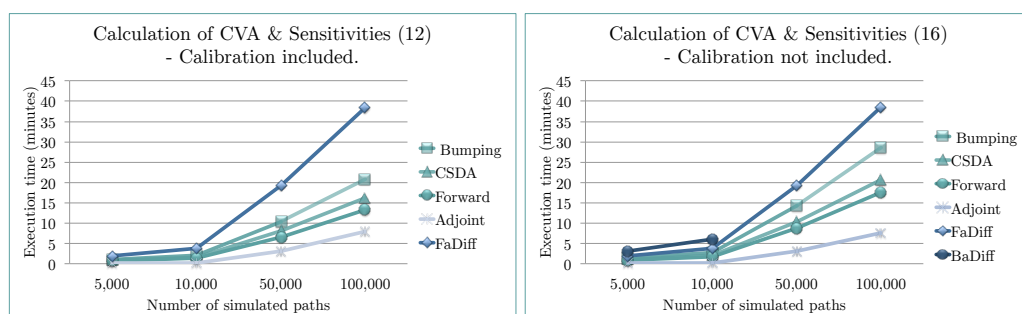 Calculation of CVA & Sensitivities (12)
- Calibration included.
Execution time (minutes)
45
40
35
30
25
20
15
10
5
0
5,000
10,000
50,000
100,000
Number of simulated paths
Bumping
CSDA
Forward
Adjoint
FaDiff
Calculation of CVA & Sensitivities (16)
- Calibration not included.
Execution time (minutes)
45
40
35
30
25
20
15
10
5
0
5,000
10,000
50,000
100,000
Number of simulated paths
Bumping
CSDA
Forward
Adjoint
FaDiff
BaDiff